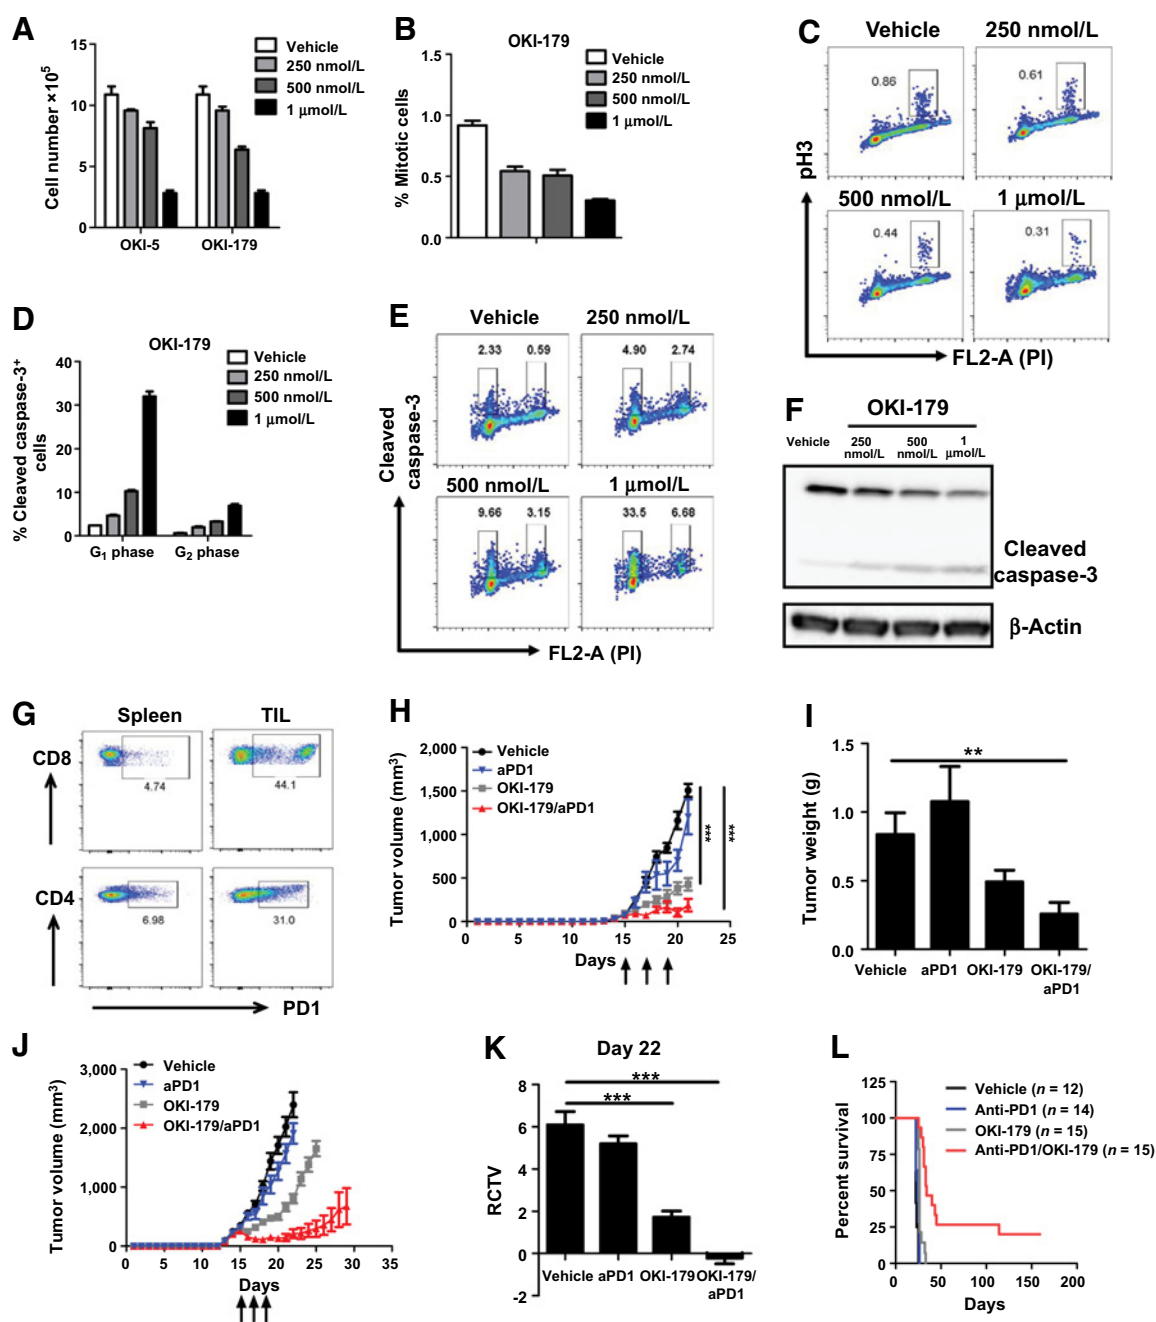 A
15
10
5
0
Cell number ×10⁵
Vehicle
250 nmol/L
500 nmol/L
1 μmol/L
OKI-5
OKI-179
B
OKI-179
1.5
1.0
0.5
0.0
% Mitotic cells
Vehicle
250 nmol/L
500 nmol/L
1 μmol/L
C
Vehicle
250 nmol/L
0.86
0.61
500 nmol/L
1 μmol/L
0.44
0.31
pH3
FL2-A (PI)
D
OKI-179
40
30
20
10
0
% Cleaved caspase-3⁺
cells
Vehicle
250 nmol/L
500 nmol/L
1 μmol/L
G₁ phase
G₂ phase
E
Vehicle
250 nmol/L
2.33
0.59
4.90
2.74
500 nmol/L
1 μmol/L
9.66
3.15
33.5
6.68
Cleaved
caspase-3
FL2-A (PI)
F
OKI-179
Vehicle
250
nmol/L
500
nmol/L
1
μmol/L
Cleaved
caspase-3
β-Actin
G
Spleen
TIL
CD8
4.74
44.1
CD4
6.98
31.0
PD1
H
2,000
1,500
1,000
500
0
Tumor volume (mm³)
Vehicle
aPD1
OKI-179
OKI-179/aPD1
***
***
0
5
10
15
20
25
Days
I
1.5
1.0
0.5
0.0
Tumor weight (g)
**
Vehicle
aPD1
OKI-179
OKI-179/
aPD1
J
3,000
2,000
1,000
0
Tumor volume (mm³)
Vehicle
aPD1
OKI-179
OKI-179/aPD1
0
5
10
15
20
25
30
35
Days
K
Day 22
8
6
4
2
0
-2
RCTV
***
***
Vehicle
aPD1
OKI-179
OKI-179/
aPD1
L
125
100
75
50
25
0
Percent survival
Vehicle (n = 12)
Anti-PD1 (n = 14)
OKI-179 (n = 15)
Anti-PD1/OKI-179 (n = 15)
0
50
100
150
200
Days